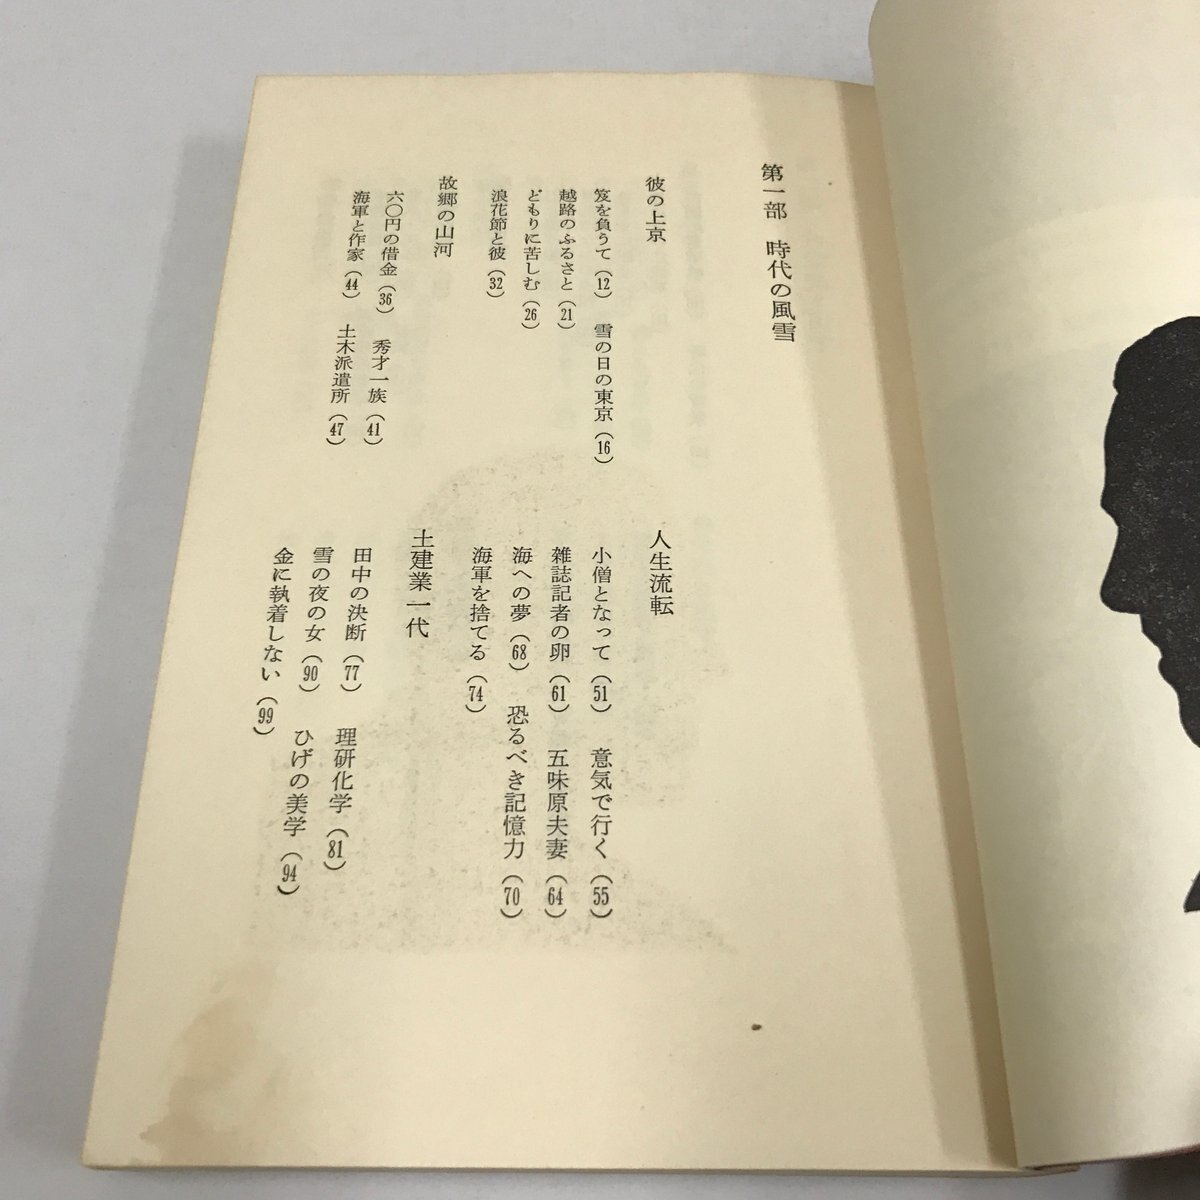 第一部 時代の風雪
彼の上京
笈を負うて（12） 雪の日の東京（16）
越路のふるさと（21）
どもりに苦しむ（26）
浪花節と彼（32）
故郷の山河
六〇円の借金（36） 秀才一族（41）
海軍と作家（44） 土木派遣所（47）
人生流転
小僧となって（51） 意気で行く（55）
雑誌記者の卵（61） 五味原夫妻（64）
海への夢（68） 恐るべき記憶力（70）
海軍を捨てる（74）
土建業一代
田中の決断（77） 理研化学（81）
雪の夜の女（90） ひげの美学（94）
金に執着しない（99）